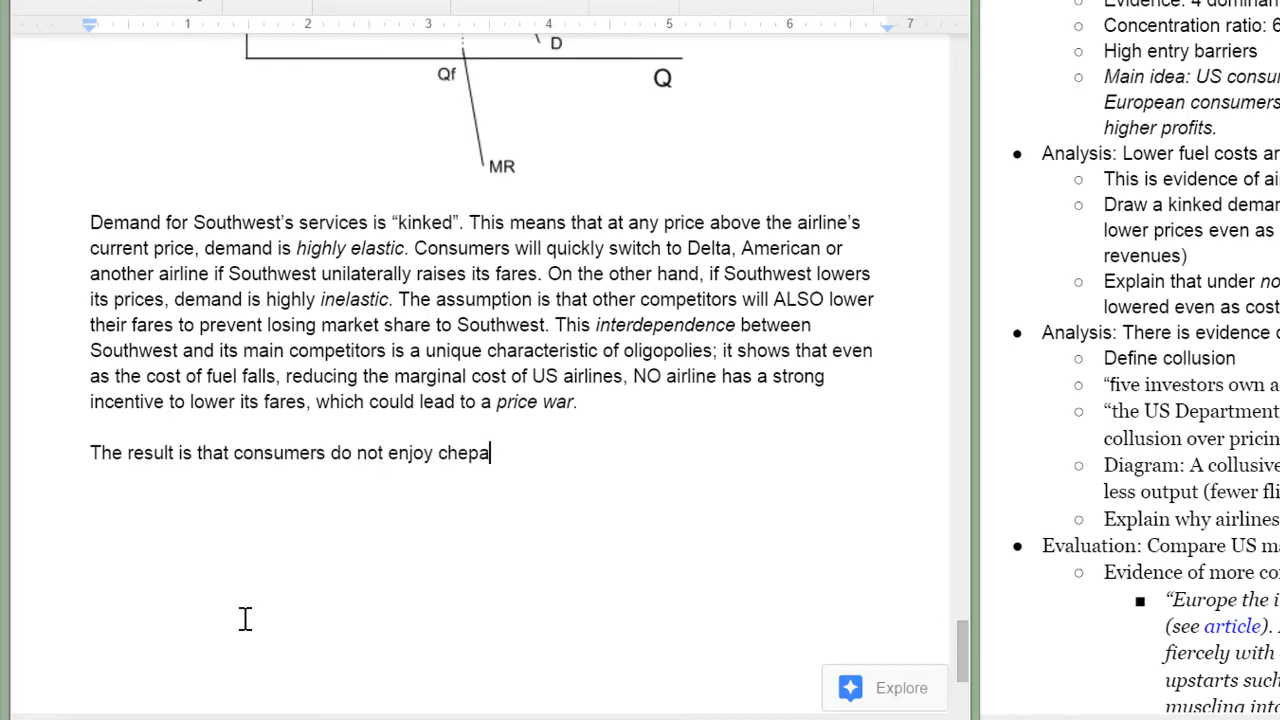 1 2 3 4 5 6 7
D
Qf
Q
MR
Demand for Southwest's services is “kinked”. This means that at any price above the airline's
current price, demand is highly elastic. Consumers will quickly switch to Delta, American or
another airline if Southwest unilaterally raises its fares. On the other hand, if Southwest lowers
its prices, demand is highly inelastic. The assumption is that other competitors will ALSO lower
their fares to prevent losing market share to Southwest. This interdependence between
Southwest and its main competitors is a unique characteristic of oligopolies; it shows that even
as the cost of fuel falls, reducing the marginal cost of US airlines, NO airline has a strong
incentive to lower its fares, which could lead to a price war.
The result is that consumers do not enjoy chepa
Explore
Evidence: 4 dominan
Concentration ratio: 6
High entry barriers
Main idea: US consu
European consumers
higher profits.
Analysis: Lower fuel costs ar
This is evidence of ai
Draw a kinked demar
lower prices even as
revenues)
Explain that under no
lowered even as cost
Analysis: There is evidence o
Define collusion
“five investors own a
“the US Department
collusion over pricin
Diagram: A collusive
less output (fewer fli
Explain why airlines
Evaluation: Compare US ma
Evidence of more co
“Europe the i
(see article).
fiercely with
upstarts such
muscling into